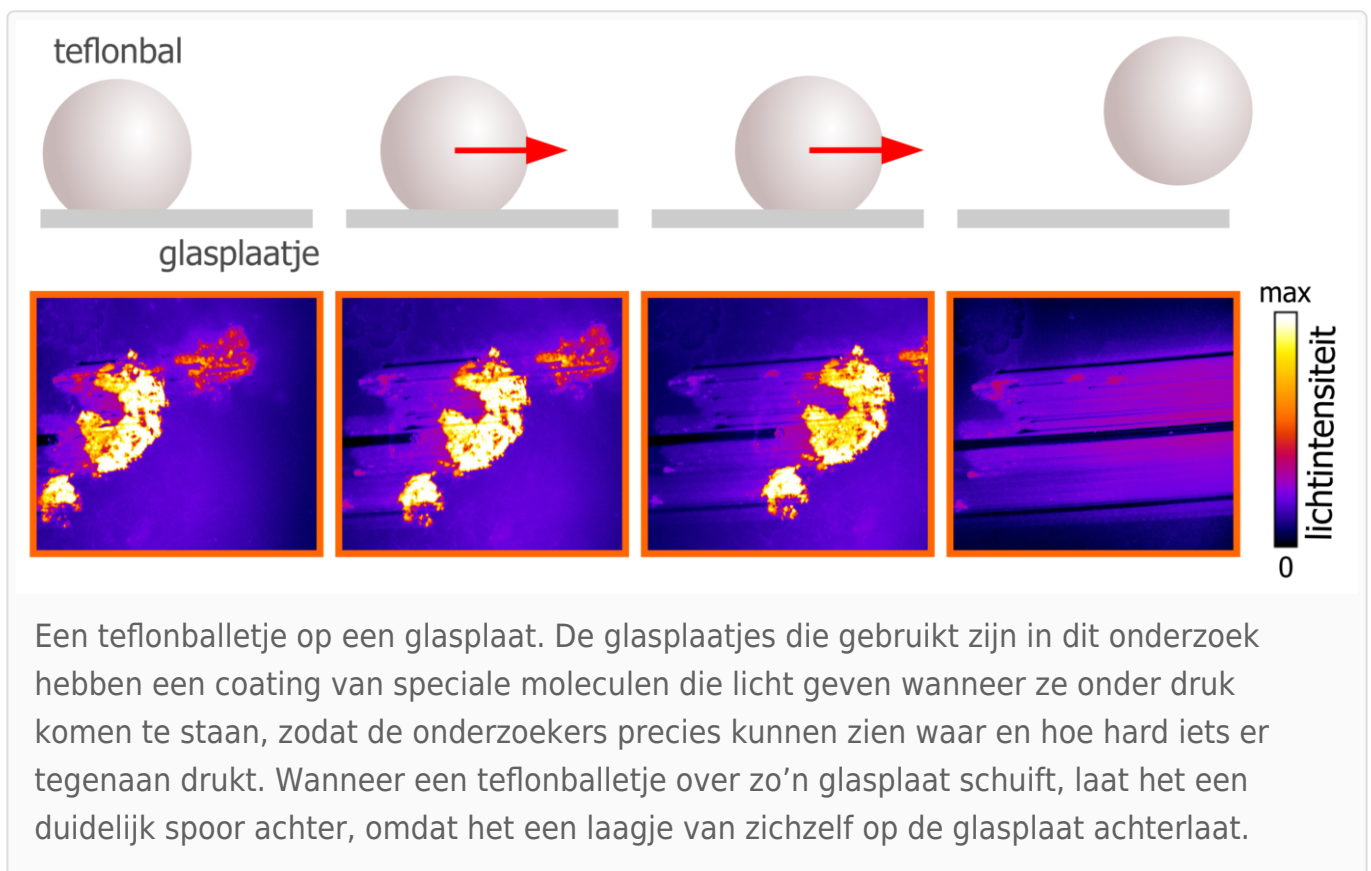 teflonbal
glasplaatje
max
lichtintensiteit
0
Een teflonballetje op een glasplaat. De glasplaatjes die gebruikt zijn in dit onderzoek
hebben een coating van speciale moleculen die licht geven wanneer ze onder druk
komen te staan, zodat de onderzoekers precies kunnen zien waar en hoe hard iets er
tegenaan drukt. Wanneer een teflonballetje over zo’n glasplaat schuift, laat het een
duidelijk spoor achter, omdat het een laagje van zichzelf op de glasplaat achterlaat.